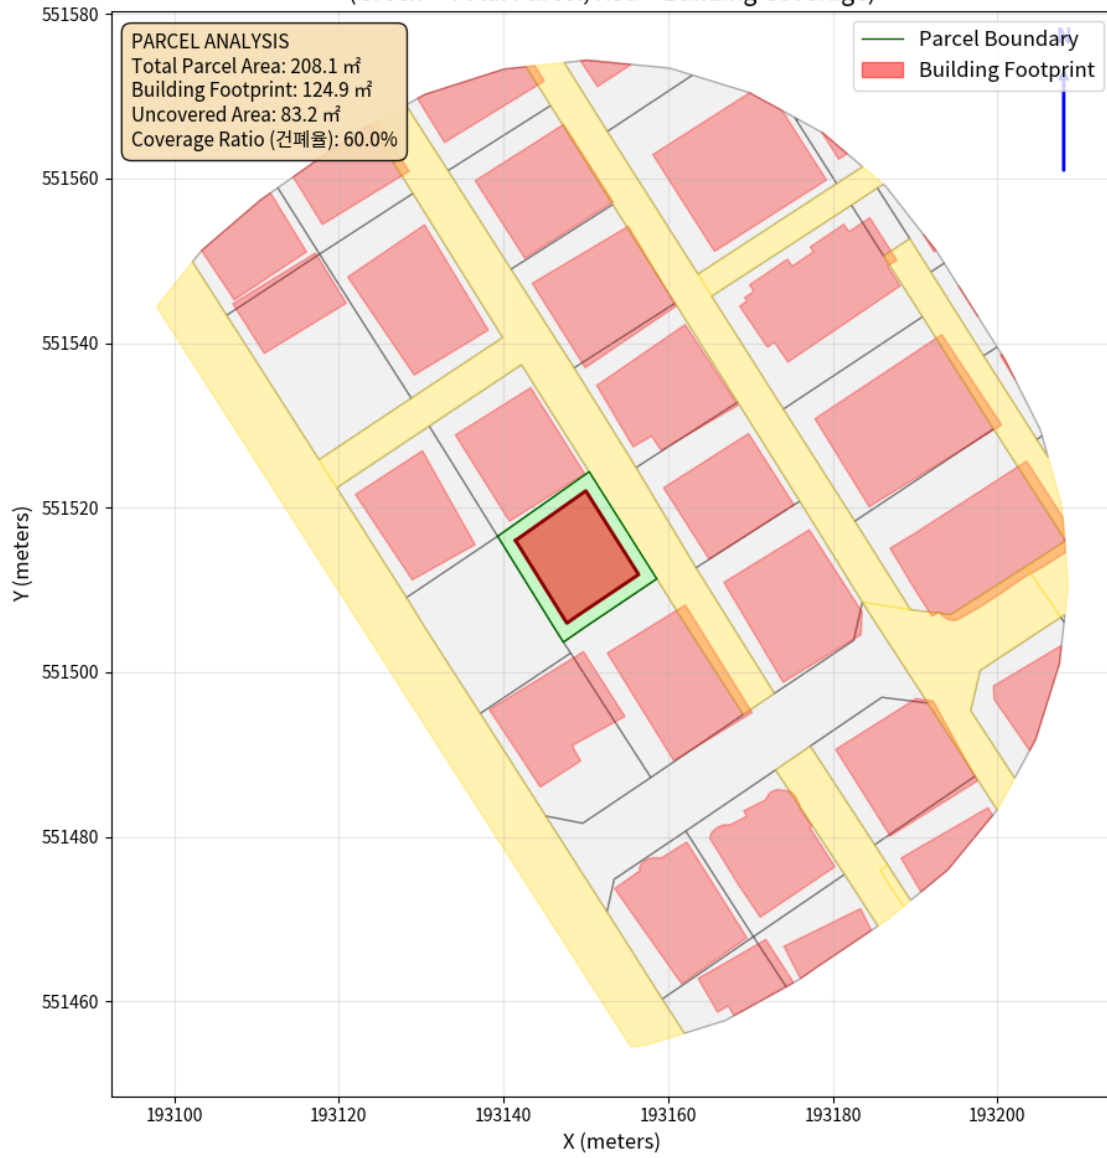 PARCEL ANALYSIS
Total Parcel Area: 208.1 ㎡
Building Footprint: 124.9 ㎡
Uncovered Area: 83.2 ㎡
Coverage Ratio (건폐율): 60.0%
Parcel Boundary
Building Footprint
N
551580
551560
551540
551520
551500
551480
551460
Y (meters)
193100
193120
193140
193160
193180
193200
X (meters)